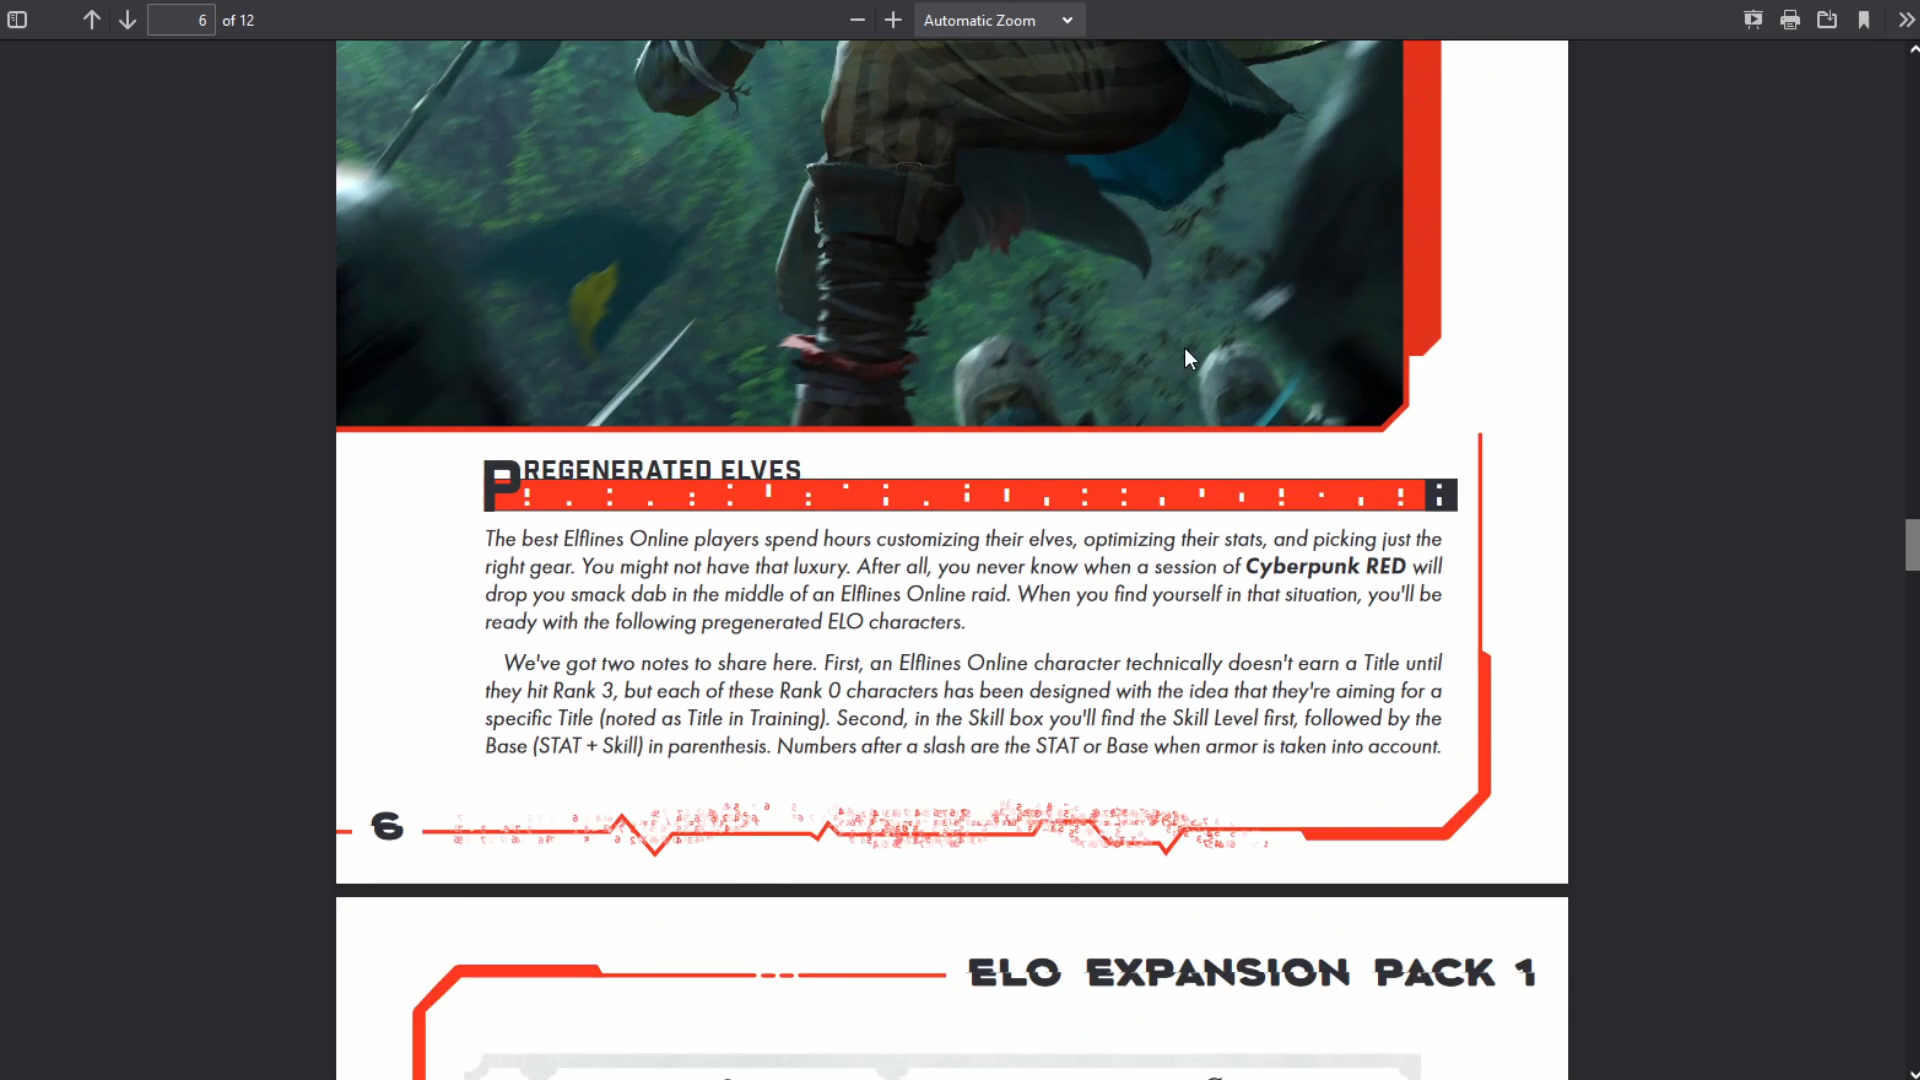 6 of 12 Automatic Zoom
PREGENERATED ELVES
The best Elflines Online players spend hours customizing their elves, optimizing their stats, and picking just the
right gear. You might not have that luxury. After all, you never know when a session of Cyberpunk RED will
drop you smack dab in the middle of an Elflines Online raid. When you find yourself in that situation, you'll be
ready with the following pregenerated ELO characters.
We've got two notes to share here. First, an Elflines Online character technically doesn't earn a Title until
they hit Rank 3, but each of these Rank 0 characters has been designed with the idea that they're aiming for a
specific Title (noted as Title in Training). Second, in the Skill box you'll find the Skill Level first, followed by the
Base (STAT + Skill) in parenthesis. Numbers after a slash are the STAT or Base when armor is taken into account.
6
ELO EXPANSION PACK 1